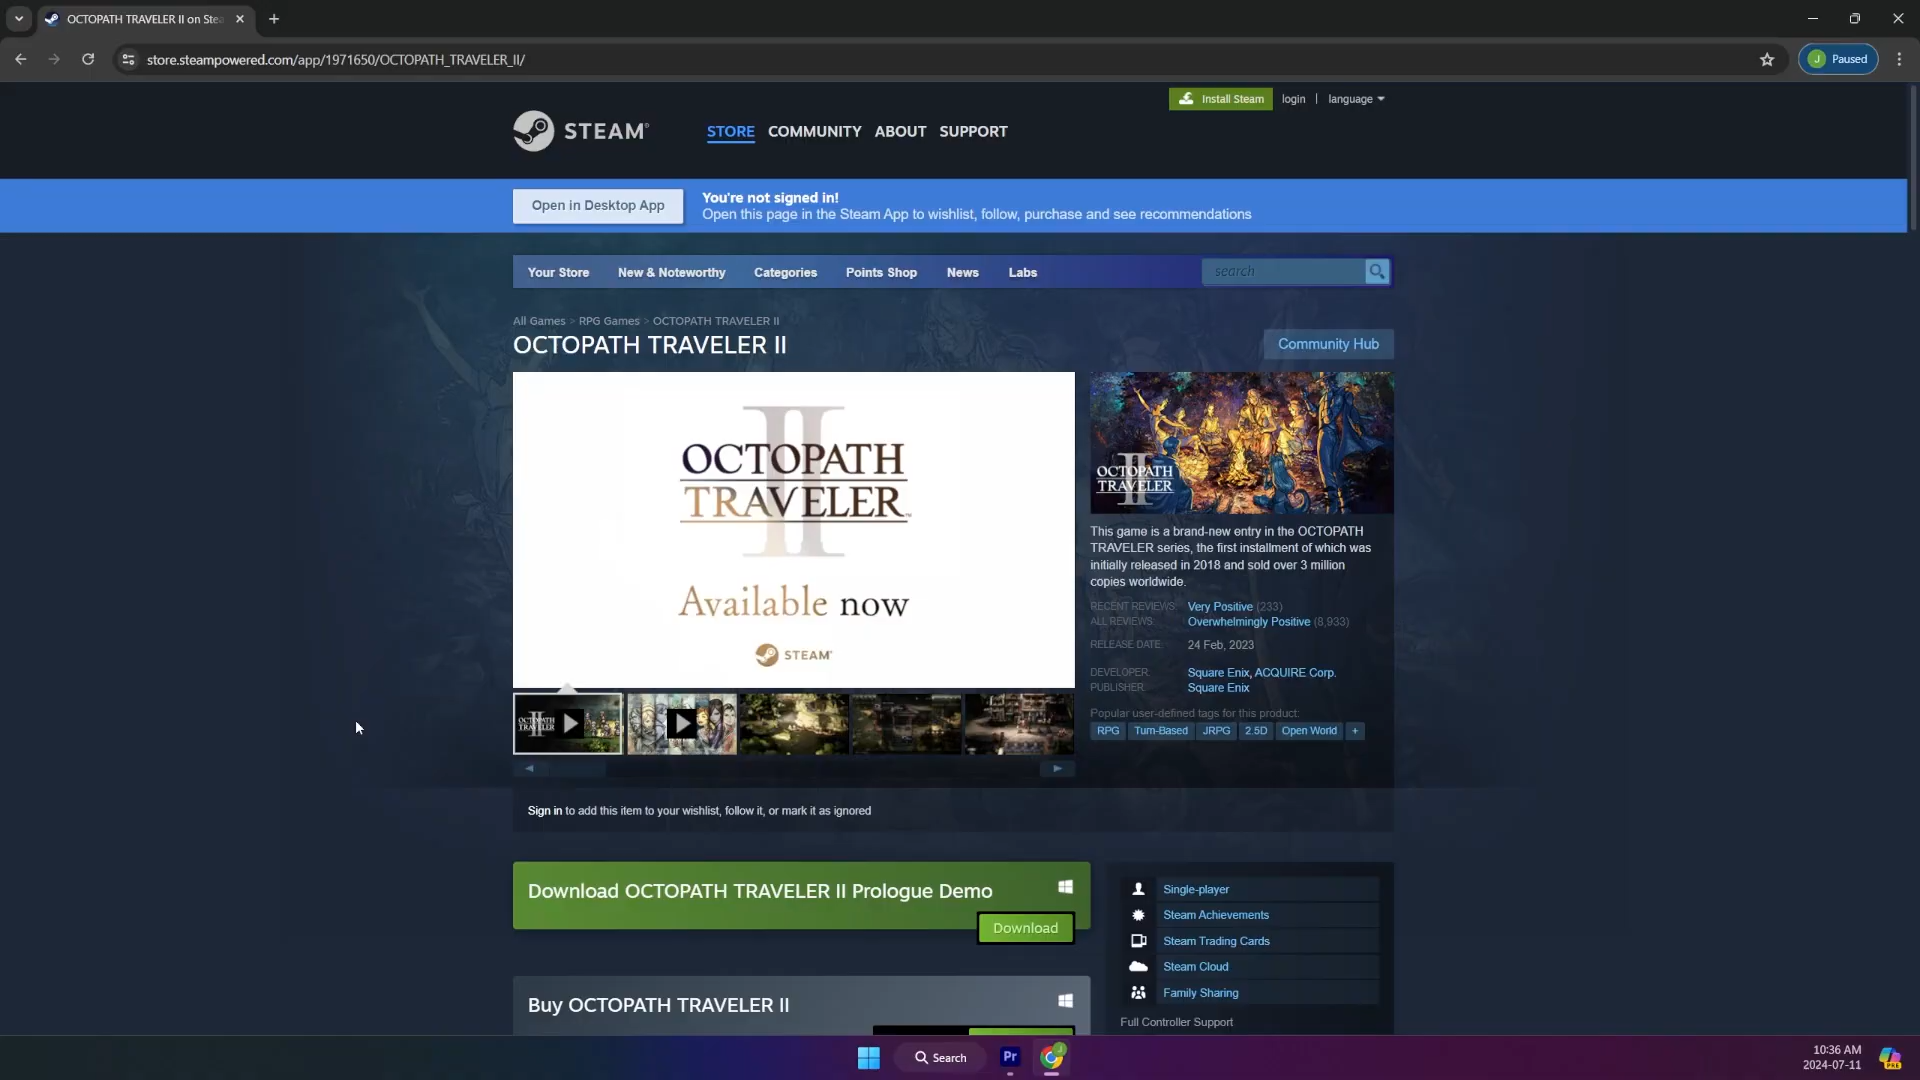 OCTOPATH TRAVELER II on Stea
store.steampowered.com/app/1971650/OCTOPATH_TRAVELER_II/
J Paused
Install Steam login | language
STEAM®
STORE COMMUNITY ABOUT SUPPORT
Open in Desktop App
You're not signed in!
Open this page in the Steam App to wishlist, follow, purchase and see recommendations
Your Store New & Noteworthy Categories Points Shop News Labs search
All Games > RPG Games > OCTOPATH TRAVELER II
OCTOPATH TRAVELER II
Community Hub
II
OCTOPATH
TRAVELER™
Available now
STEAM®
II
OCTOPATH
TRAVELER
This game is a brand-new entry in the OCTOPATH
TRAVELER series, the first installment of which was
initially released in 2018 and sold over 3 million
copies worldwide.
RECENT REVIEWS: Very Positive (233)
ALL REVIEWS: Overwhelmingly Positive (8,933)
RELEASE DATE: 24 Feb, 2023
DEVELOPER: Square Enix, ACQUIRE Corp.
PUBLISHER: Square Enix
Popular user-defined tags for this product:
RPG Turn-Based JRPG 2.5D Open World +
OCTOPATH
TRAVELER
Sign in to add this item to your wishlist, follow it, or mark it as ignored
Download OCTOPATH TRAVELER II Prologue Demo
Download
Buy OCTOPATH TRAVELER II
Single-player
Steam Achievements
Steam Trading Cards
Steam Cloud
Family Sharing
Full Controller Support
Search
Pr
J
10:36 AM
2024-07-11
PRE